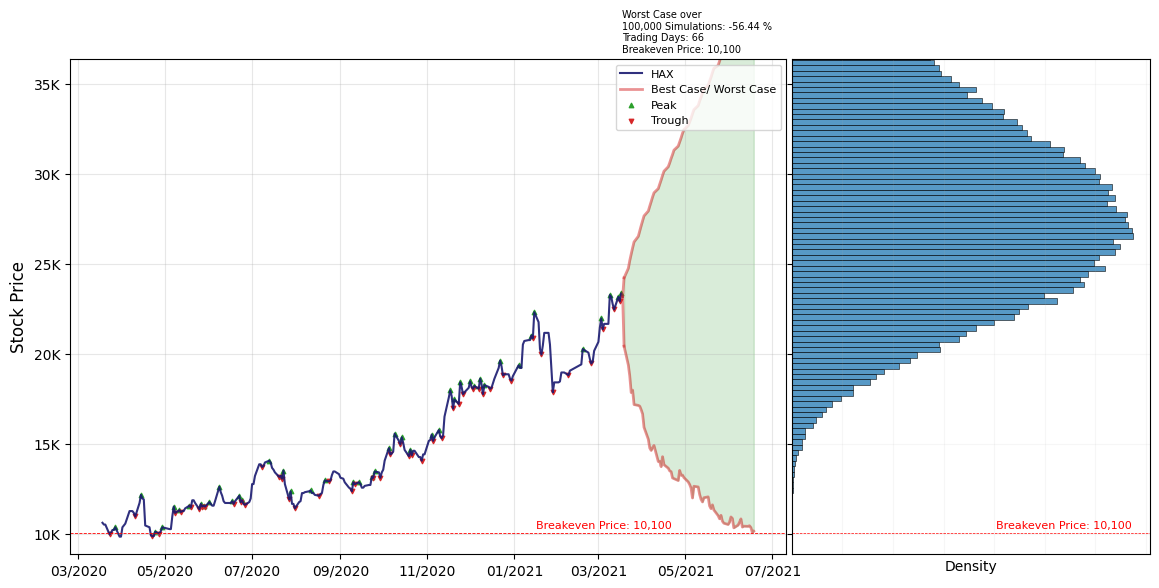 Worst Case over
100,000 Simulations: -56.44 %
Trading Days: 66
Breakeven Price: 10,100
HAX
Best Case/ Worst Case
Peak
Trough
35K
30K
25K
20K
15K
10K
Stock Price
Breakeven Price: 10,100
Breakeven Price: 10,100
03/2020
05/2020
07/2020
09/2020
11/2020
01/2021
03/2021
05/2021
07/2021
Density